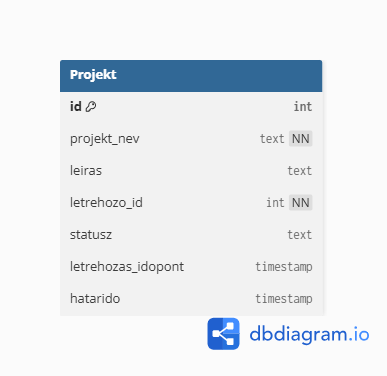 Projekt
id int
projekt_nev text NN
leiras text
letrehozo_id int NN
statusz text
letrehozas_idopont timestamp
hatarido timestamp
dbdiagram.io